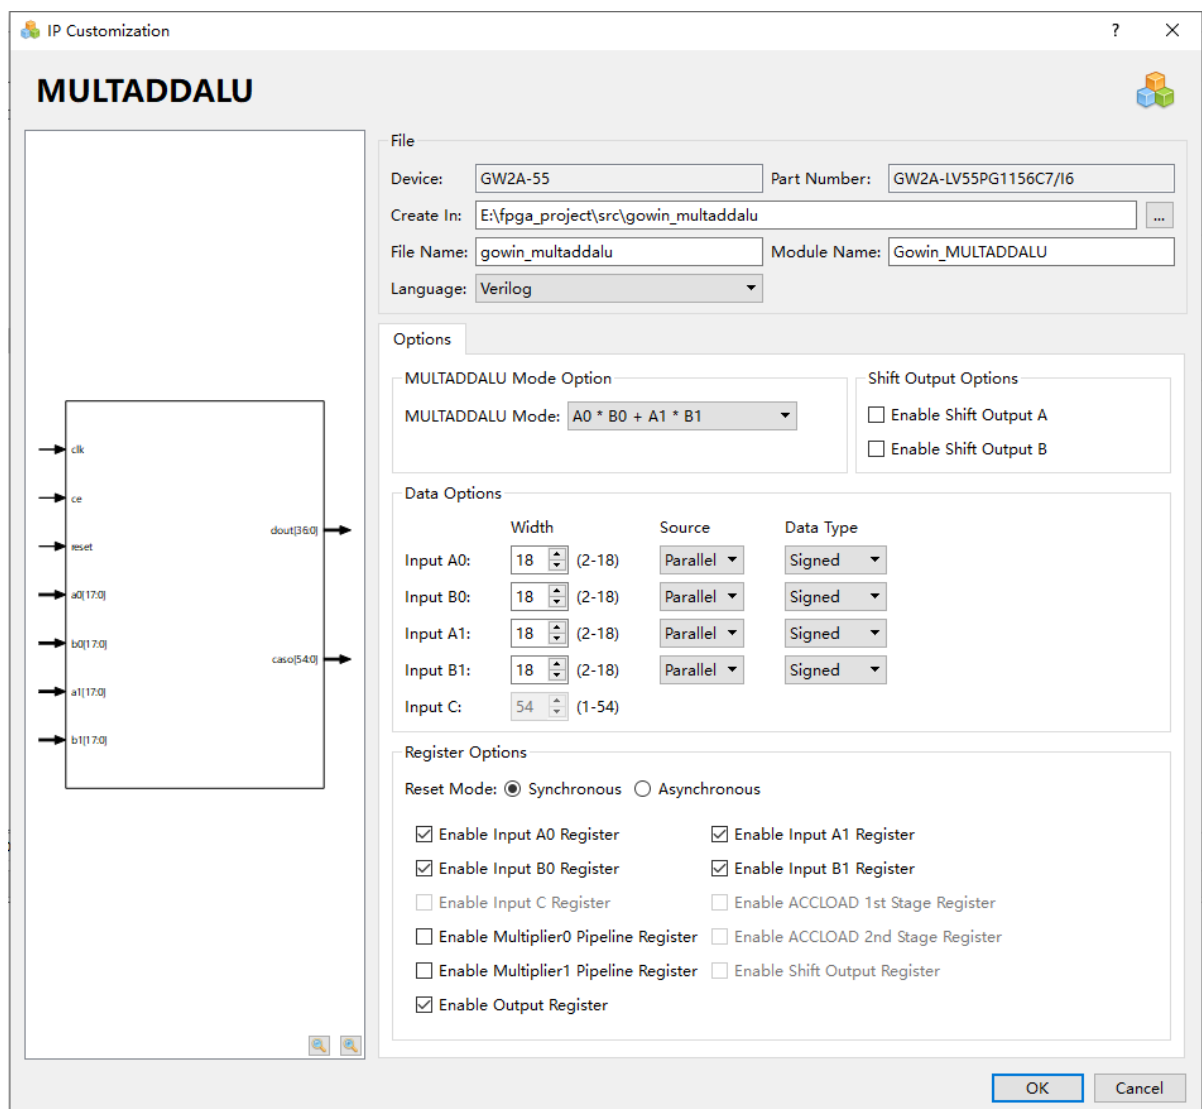 IP Customization
?
MULTADDALU
clk
ce
reset
a0[17:0]
b0[17:0]
a1[17:0]
b1[17:0]
dout[36:0]
caso[54:0]
File
Device: GW2A-55 Part Number: GW2A-LV55PG1156C7/I6
Create In: E:\fpga_project\src\gowin_multaddalu ...
File Name: gowin_multaddalu Module Name: Gowin_MULTADDALU
Language: Verilog
Options
MULTADDALU Mode Option
MULTADDALU Mode: A0 * B0 + A1 * B1
Shift Output Options
Enable Shift Output A
Enable Shift Output B
Data Options
Width Source Data Type
Input A0: 18 (2-18) Parallel Signed
Input B0: 18 (2-18) Parallel Signed
Input A1: 18 (2-18) Parallel Signed
Input B1: 18 (2-18) Parallel Signed
Input C: 54 (1-54)
Register Options
Reset Mode: Synchronous Asynchronous
Enable Input A0 Register Enable Input A1 Register
Enable Input B0 Register Enable Input B1 Register
Enable Input C Register Enable ACCLOAD 1st Stage Register
Enable Multiplier0 Pipeline Register Enable ACCLOAD 2nd Stage Register
Enable Multiplier1 Pipeline Register Enable Shift Output Register
Enable Output Register
OK Cancel